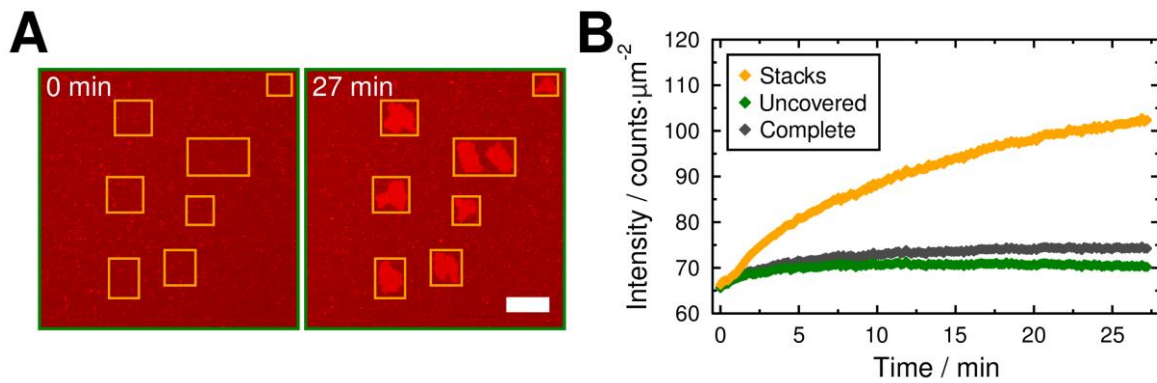 A
0 min
27 min
B
Intensity / counts·µm⁻²
120
110
100
90
80
70
60
Stacks
Uncovered
Complete
0
5
10
15
20
25
Time / min